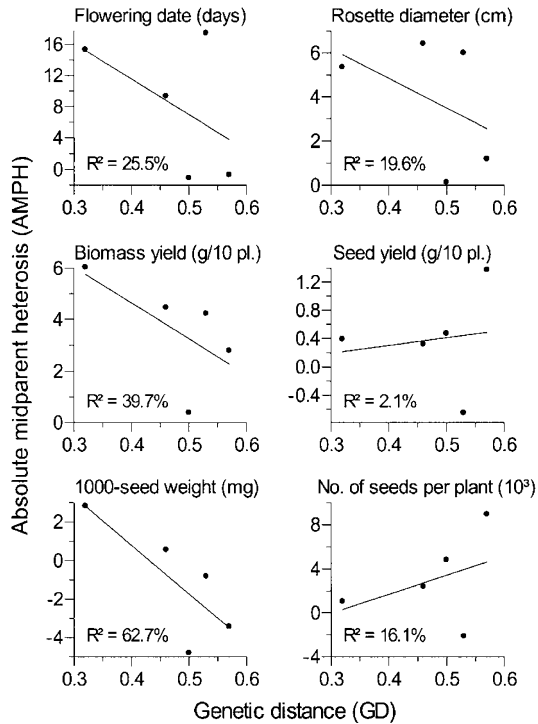 Flowering date (days)
Rosette diameter (cm)
16
12
8
4
0
R² = 25.5%
0.3 0.4 0.5 0.6
6
4
2
0
R² = 19.6%
0.3 0.4 0.5 0.6
Absolute midparent heterosis (AMPH)
Biomass yield (g/10 pl.)
Seed yield (g/10 pl.)
6
4
2
0
R² = 39.7%
0.3 0.4 0.5 0.6
1.2
0.8
0.4
0.0
-0.4
R² = 2.1%
0.3 0.4 0.5 0.6
1000-seed weight (mg)
No. of seeds per plant (10³)
2
0
-2
-4
R² = 62.7%
0.3 0.4 0.5 0.6
8
4
0
-4
R² = 16.1%
0.3 0.4 0.5 0.6
Genetic distance (GD)